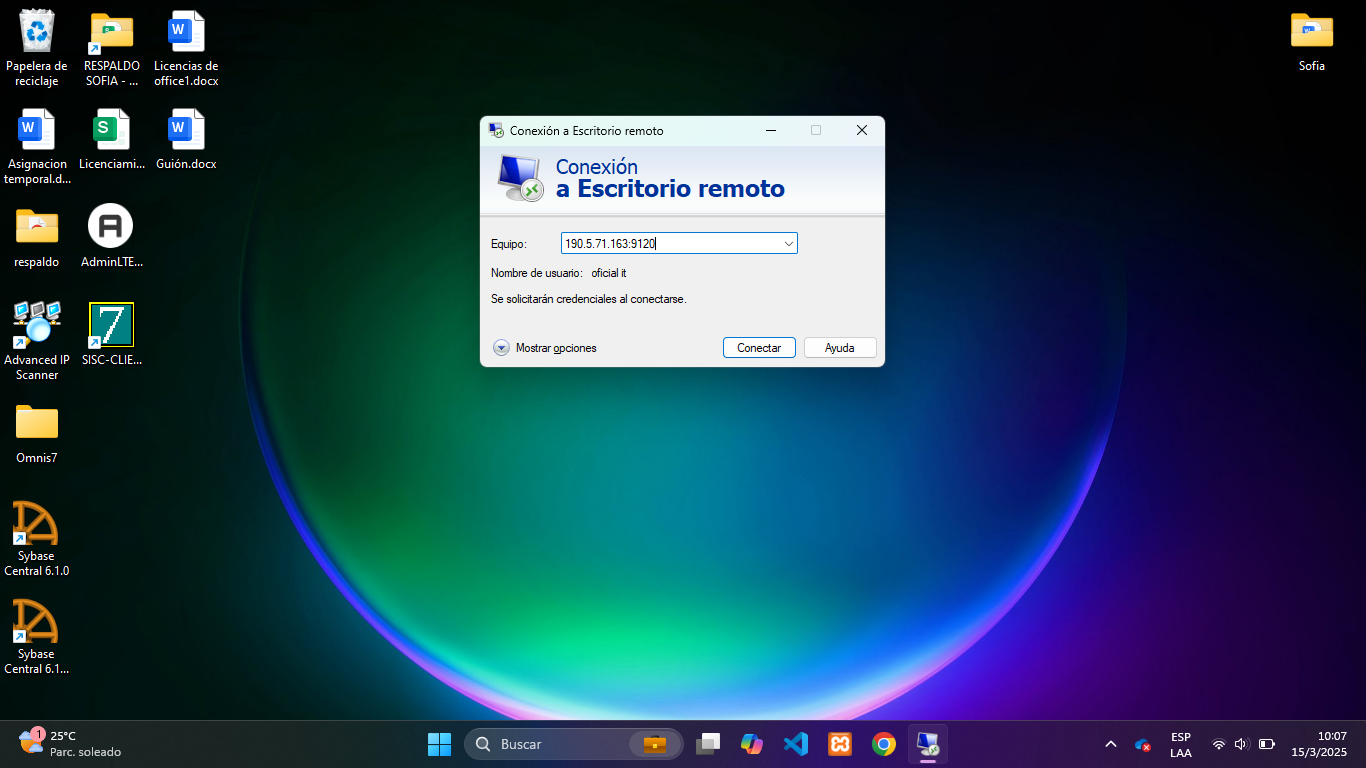 Papelera de
reciclaje
RESPALDO
SOFIA - ...
Licencias de
office1.docx
Sofia
Asignacion
temporal.d...
Licenciami...
Guión.docx
respaldo
AdminLTE...
Advanced IP
Scanner
7
SISC-CLIE...
Omnis7
Sybase
Central 6.1.0
Sybase
Central 6.1...
Conexión a Escritorio remoto
Conexión
a Escritorio remoto
Equipo:
190.5.71.163:9120
Nombre de usuario: oficial it
Se solicitarán credenciales al conectarse.
Mostrar opciones
Conectar
Ayuda
1
25°C
Parc. soleado
Buscar
ESP
LAA
10:07
15/3/2025